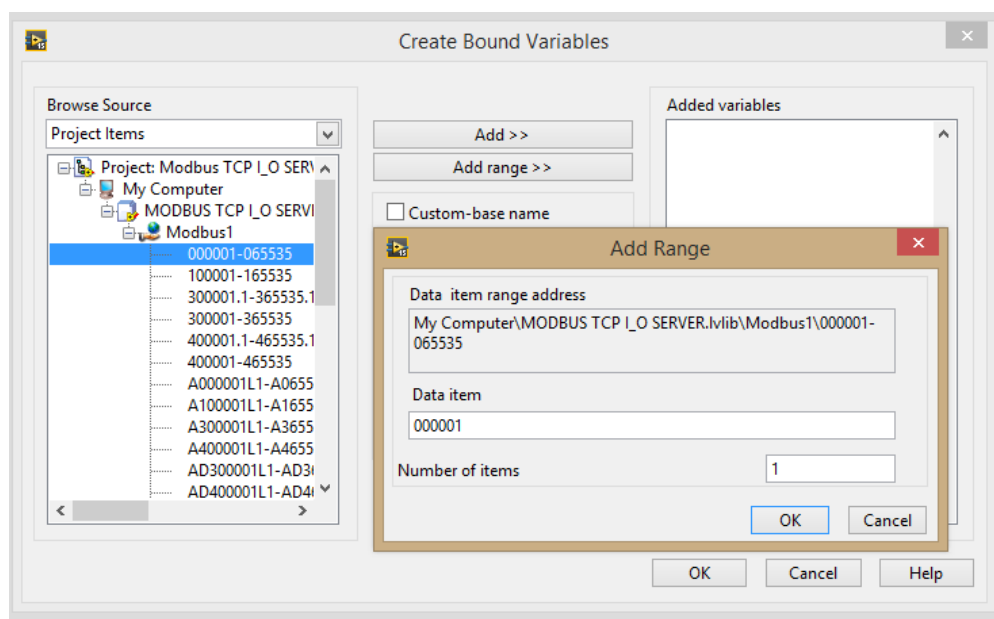 Create Bound Variables
Browse Source
Project Items
Project: Modbus TCP I_O SER
My Computer
MODBUS TCP I_O SERVI
Modbus1
000001-065535
100001-165535
300001.1-365535.1
300001-365535
400001.1-465535.1
400001-465535
A000001L1-A0655
A100001L1-A1655
A300001L1-A3655
A400001L1-A4655
AD300001L1-AD3
AD400001L1-AD4
Add >>
Add range >>
Custom-base name
Added variables
Add Range
Data item range address
My Computer\MODBUS TCP I_O SERVER.lvlib\Modbus1\000001-
065535
Data item
000001
Number of items
1
OK
Cancel
OK
Cancel
Help